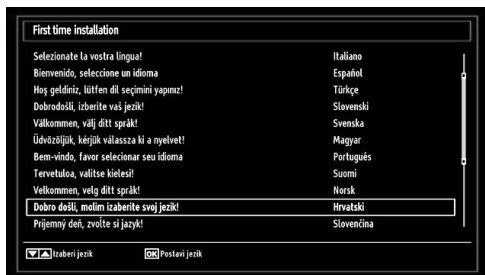 First time installation
Selezionate la vostra lingua! Italiano
Bienvenido, seleccione un idioma Español
Hoş geldiniz, lütfen dil seçimini yapınız! Türkçe
Dobrodošli, izberite vaš jezik! Slovenski
Välkommen, välj ditt språk! Svenska
Üdvözöljük, kérjük válassza ki a nyelvet! Magyar
Bem-vindo, favor selecionar seu idioma Português
Tervetuloa, valitse kielesi! Suomi
Velkommen, velg ditt språk! Norsk
Dobro došli, molim izaberite svoj jezik! Hrvatski
Príjemný deň, zvoľte si jazyk! Slovenčina
Izaberi jezik OK Postavi jezik